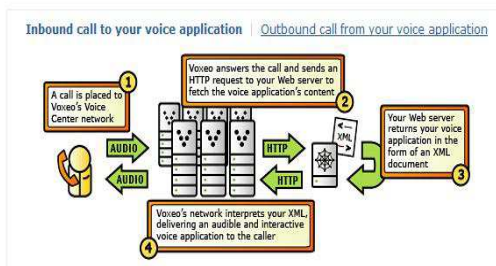 Inbound call to your voice application | Outbound call from your voice application
1
A call is placed to
Voxeo's Voice
Center network
Voxeo answers the call and sends an
HTTP request to your Web server to
fetch the voice application's content
2
AUDIO
AUDIO
HTTP
HTTP
XML
Your Web server
returns your voice
application in the
form of an XML
document
3
Voxeo's network interprets your XML,
delivering an audible and interactive
voice application to the caller
4